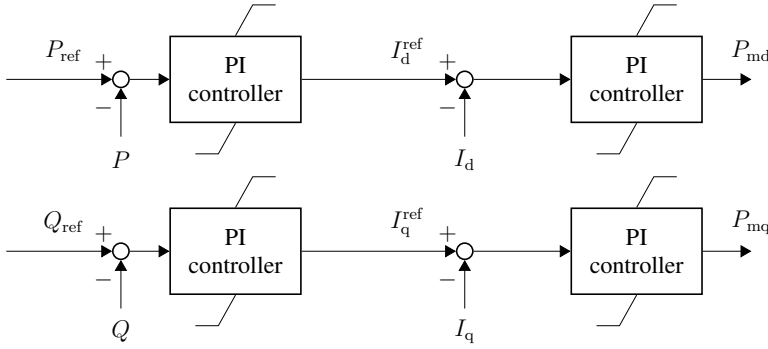 P_ref + PI controller I_d^ref + PI controller P_md
−
P
−
I_d
Q_ref + PI controller I_q^ref + PI controller P_mq
−
Q
−
I_q